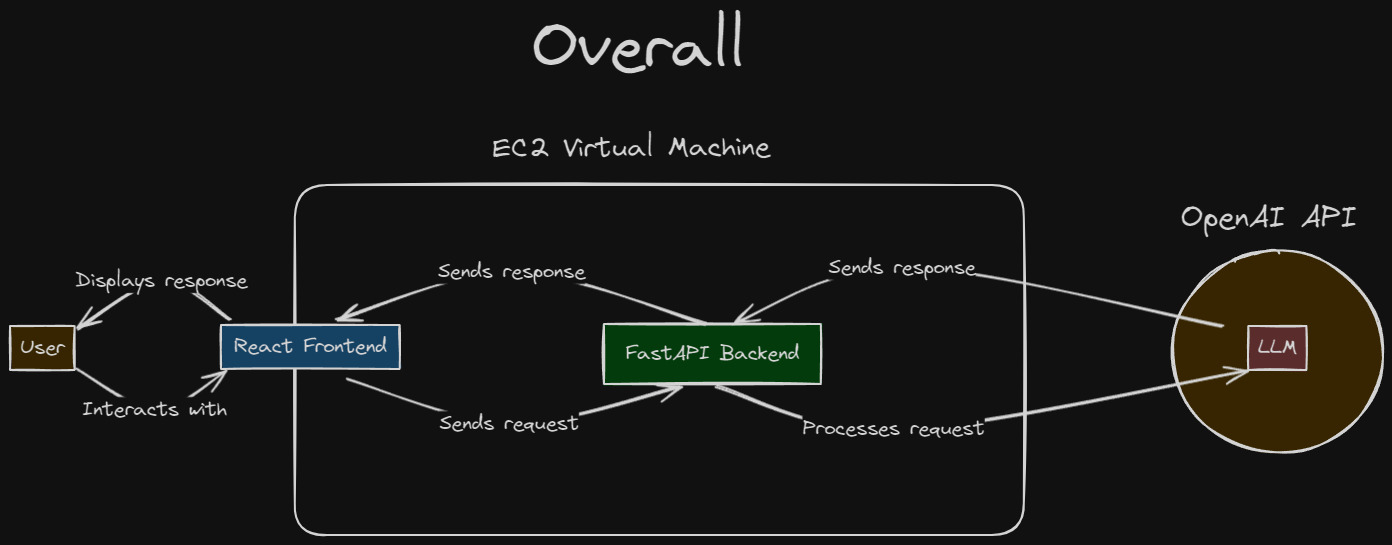 Overall
EC2 Virtual Machine
OpenAI API
Displays response
Sends response
Sends response
User
React Frontend
FastAPI Backend
LLM
Interacts with
Sends request
Processes request